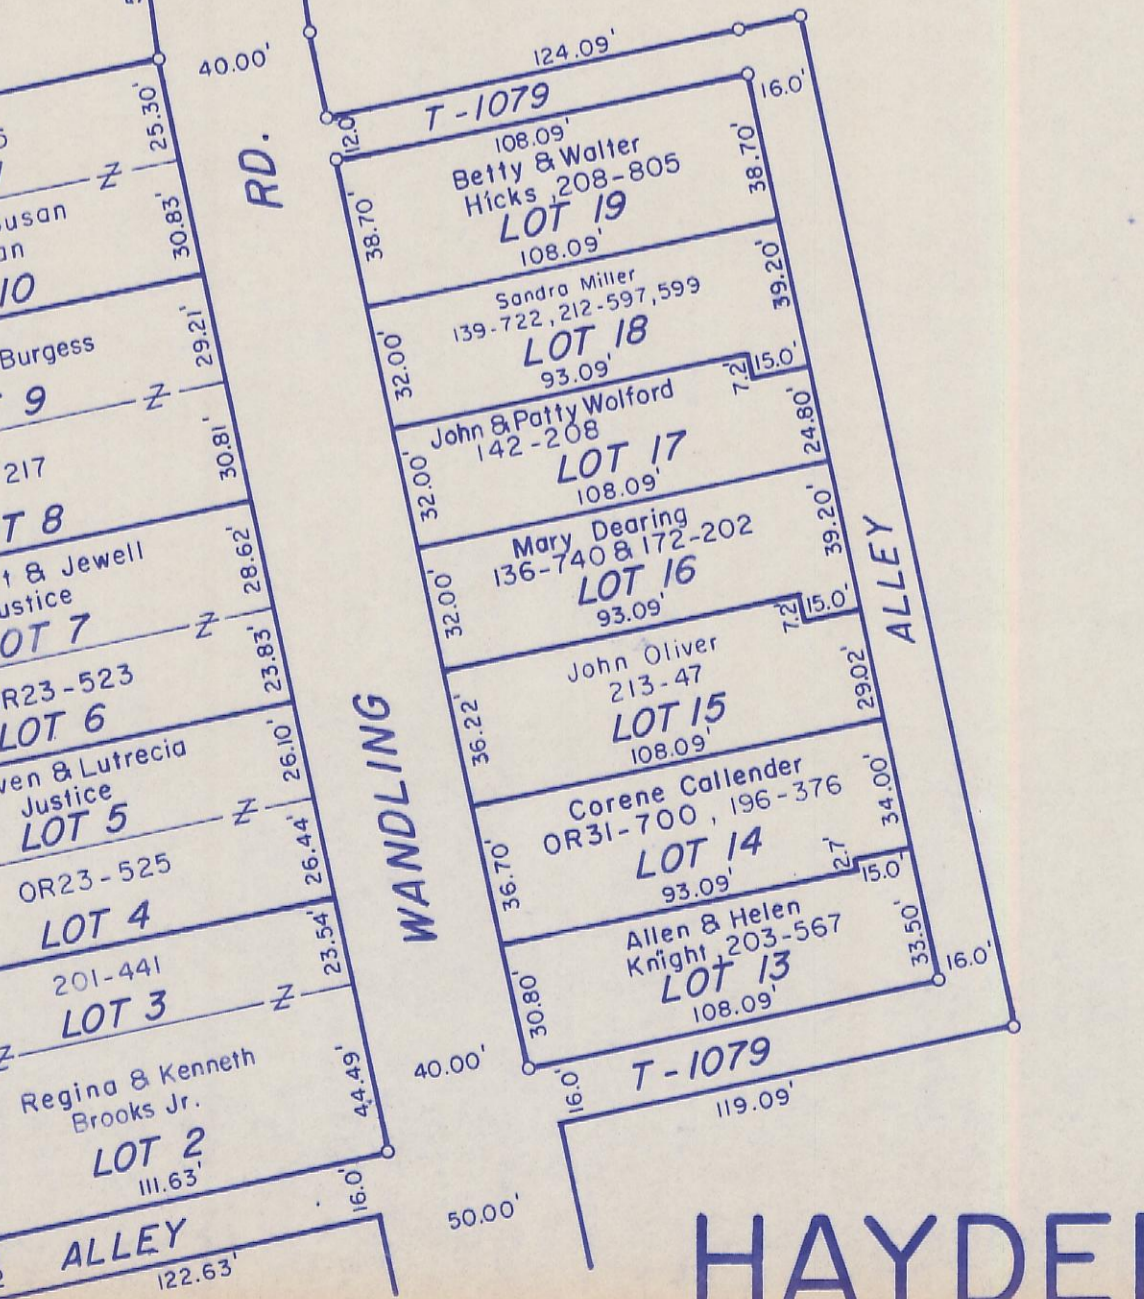 40.00'
124.09'
16.0'
T-1079
12.0
108.09'
25.30'
Z
RD.
Betty & Walter
Hicks, 208-805
LOT 19
108.09'
38.70'
38.70'
30.83'
10
Sandra Miller
139-722, 212-597,599
LOT 18
93.09'
15.0'
7.2'
39.20'
32.00'
29.21'
Burgess
9
Z
John & Patty Wolford
142-208
LOT 17
108.09'
24.80'
32.00'
30.81'
217
T 8
Mary Dearing
136-740 & 172-202
LOT 16
93.09'
15.0'
7.2'
39.20'
32.00'
ALLEY
28.62'
& Jewell
ustice
OT 7
Z
John Oliver
213-47
LOT 15
108.09'
29.02'
36.22'
23.83'
R23-523
LOT 6
WANDLING
26.10'
ven & Lutrecia
Justice
LOT 5
Z
Corene Callender
OR31-700, 196-376
LOT 14
93.09'
2.7'
15.0'
34.00'
36.70'
26.44'
OR23-525
LOT 4
Allen & Helen
Knight, 203-567
LOT 13
108.09'
33.50'
16.0'
30.80'
23.54'
201-441
LOT 3
Z
Z
40.00'
T-1079
16.0'
119.09'
Regina & Kenneth
Brooks Jr.
LOT 2
111.63'
44.49'
16.0'
50.00'
ALLEY
122.63'
HAYDE